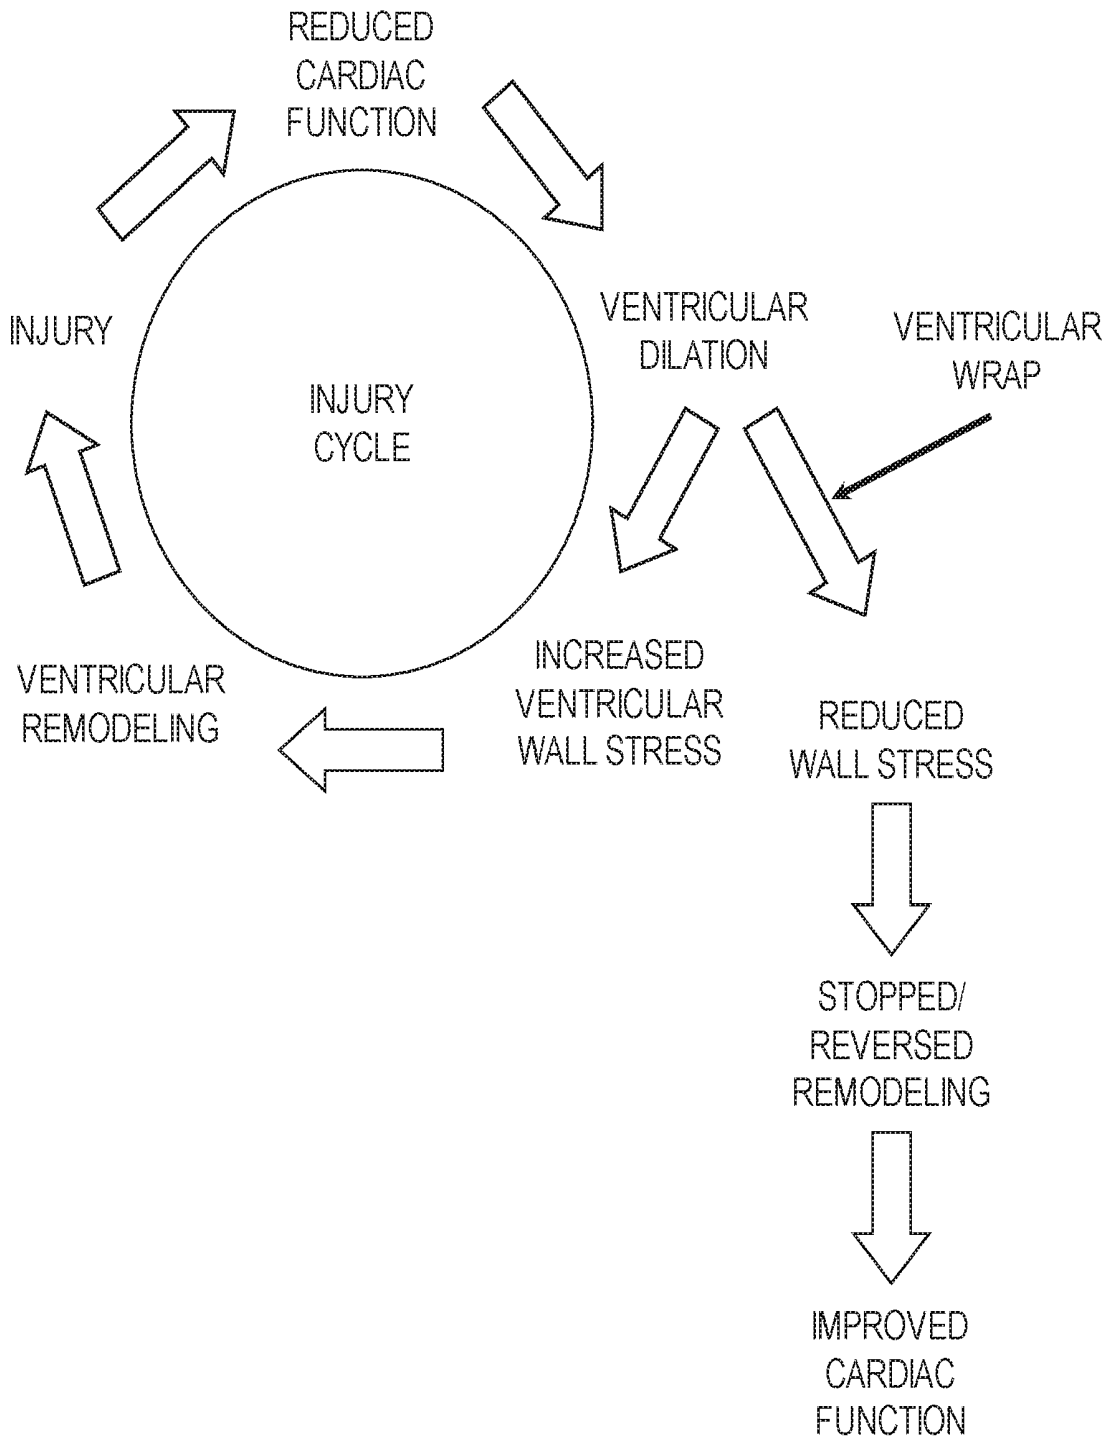 REDUCED
CARDIAC
FUNCTION
INJURY
INJURY
CYCLE
VENTRICULAR
DILATION
VENTRICULAR
WRAP
VENTRICULAR
REMODELING
INCREASED
VENTRICULAR
WALL STRESS
REDUCED
WALL STRESS
STOPPED/
REVERSED
REMODELING
IMPROVED
CARDIAC
FUNCTION